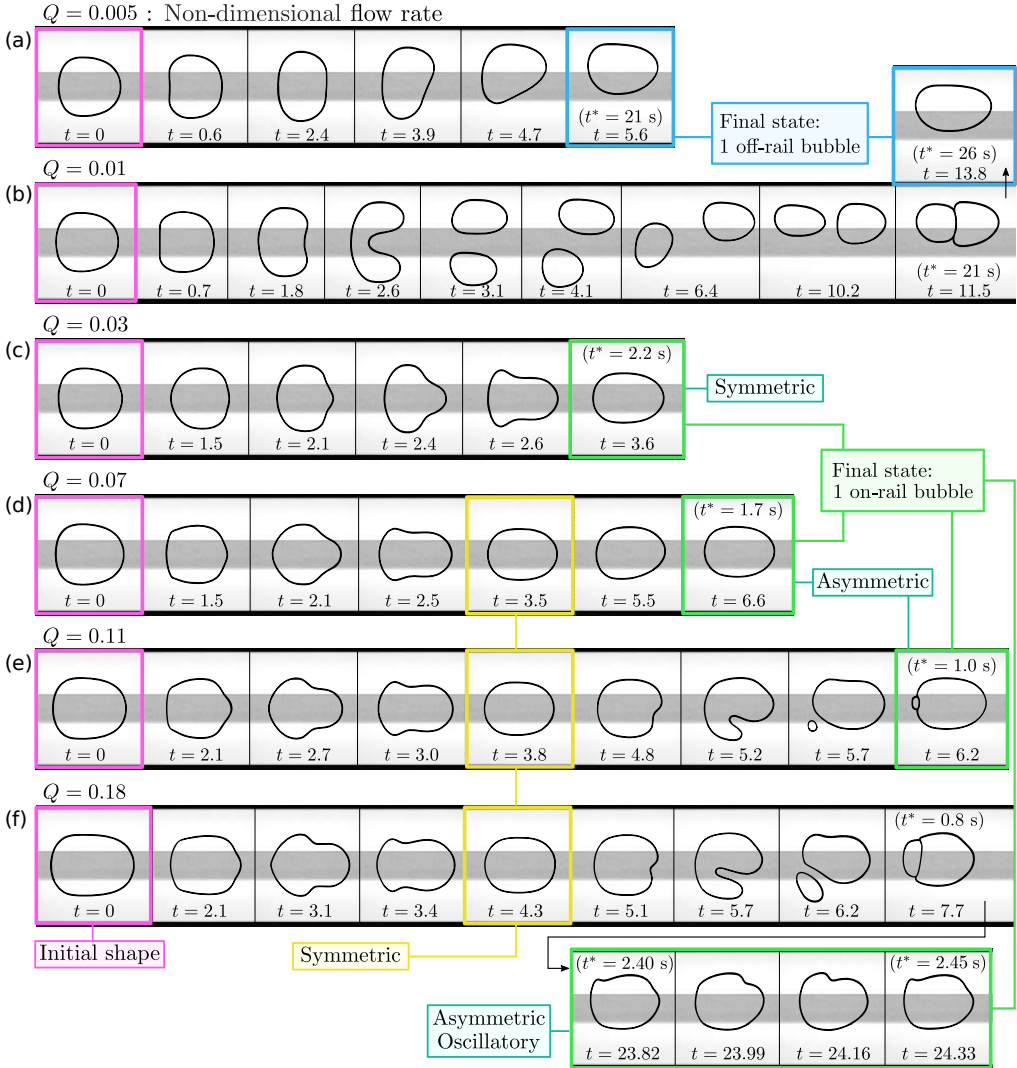 Q = 0.005 : Non-dimensional flow rate
(a)
(t* = 21 s)
t = 0 t = 0.6 t = 2.4 t = 3.9 t = 4.7 t = 5.6
Final state:
1 off-rail bubble
(t* = 26 s)
t = 13.8
Q = 0.01
(b)
(t* = 21 s)
t = 0 t = 0.7 t = 1.8 t = 2.6 t = 3.1 t = 4.1 t = 6.4 t = 10.2 t = 11.5
Q = 0.03
(c)
(t* = 2.2 s)
Symmetric
t = 0 t = 1.5 t = 2.1 t = 2.4 t = 2.6 t = 3.6
Final state:
1 on-rail bubble
Q = 0.07
(d)
(t* = 1.7 s)
Asymmetric
t = 0 t = 1.5 t = 2.1 t = 2.5 t = 3.5 t = 5.5 t = 6.6
Q = 0.11
(e)
(t* = 1.0 s)
t = 0 t = 2.1 t = 2.7 t = 3.0 t = 3.8 t = 4.8 t = 5.2 t = 5.7 t = 6.2
Q = 0.18
(f)
(t* = 0.8 s)
t = 0 t = 2.1 t = 3.1 t = 3.4 t = 4.3 t = 5.1 t = 5.7 t = 6.2 t = 7.7
Initial shape
Symmetric
(t* = 2.40 s) (t* = 2.45 s)
Asymmetric
Oscillatory
t = 23.82 t = 23.99 t = 24.16 t = 24.33